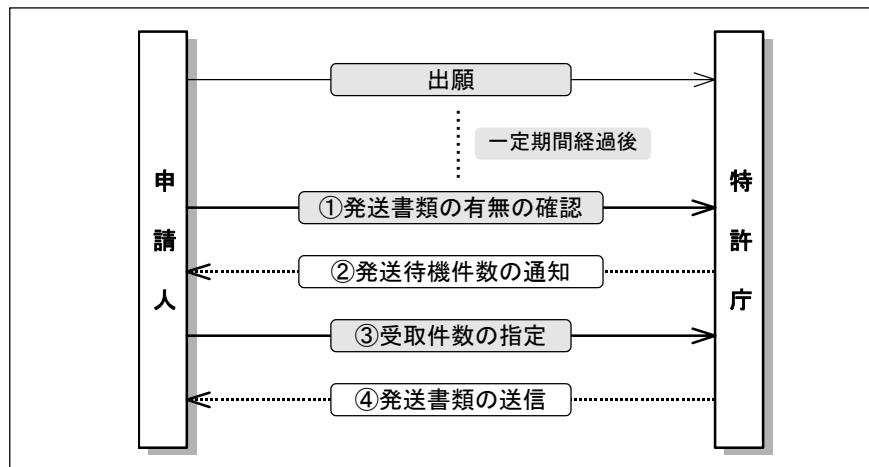 出願
一定期間経過後
申請人
特許庁
①発送書類の有無の確認
②発送待機件数の通知
③受取件数の指定
④発送書類の送信